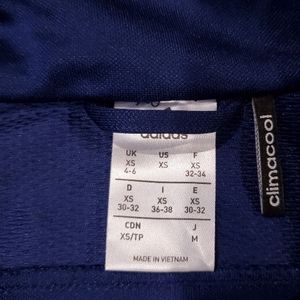 adidas
UK US F
XS XS XS
4-6 32-34
D I E
XS XS XS
30-32 36-38 30-32
CDN J
XS/TP M
MADE IN VIETNAM
climacool